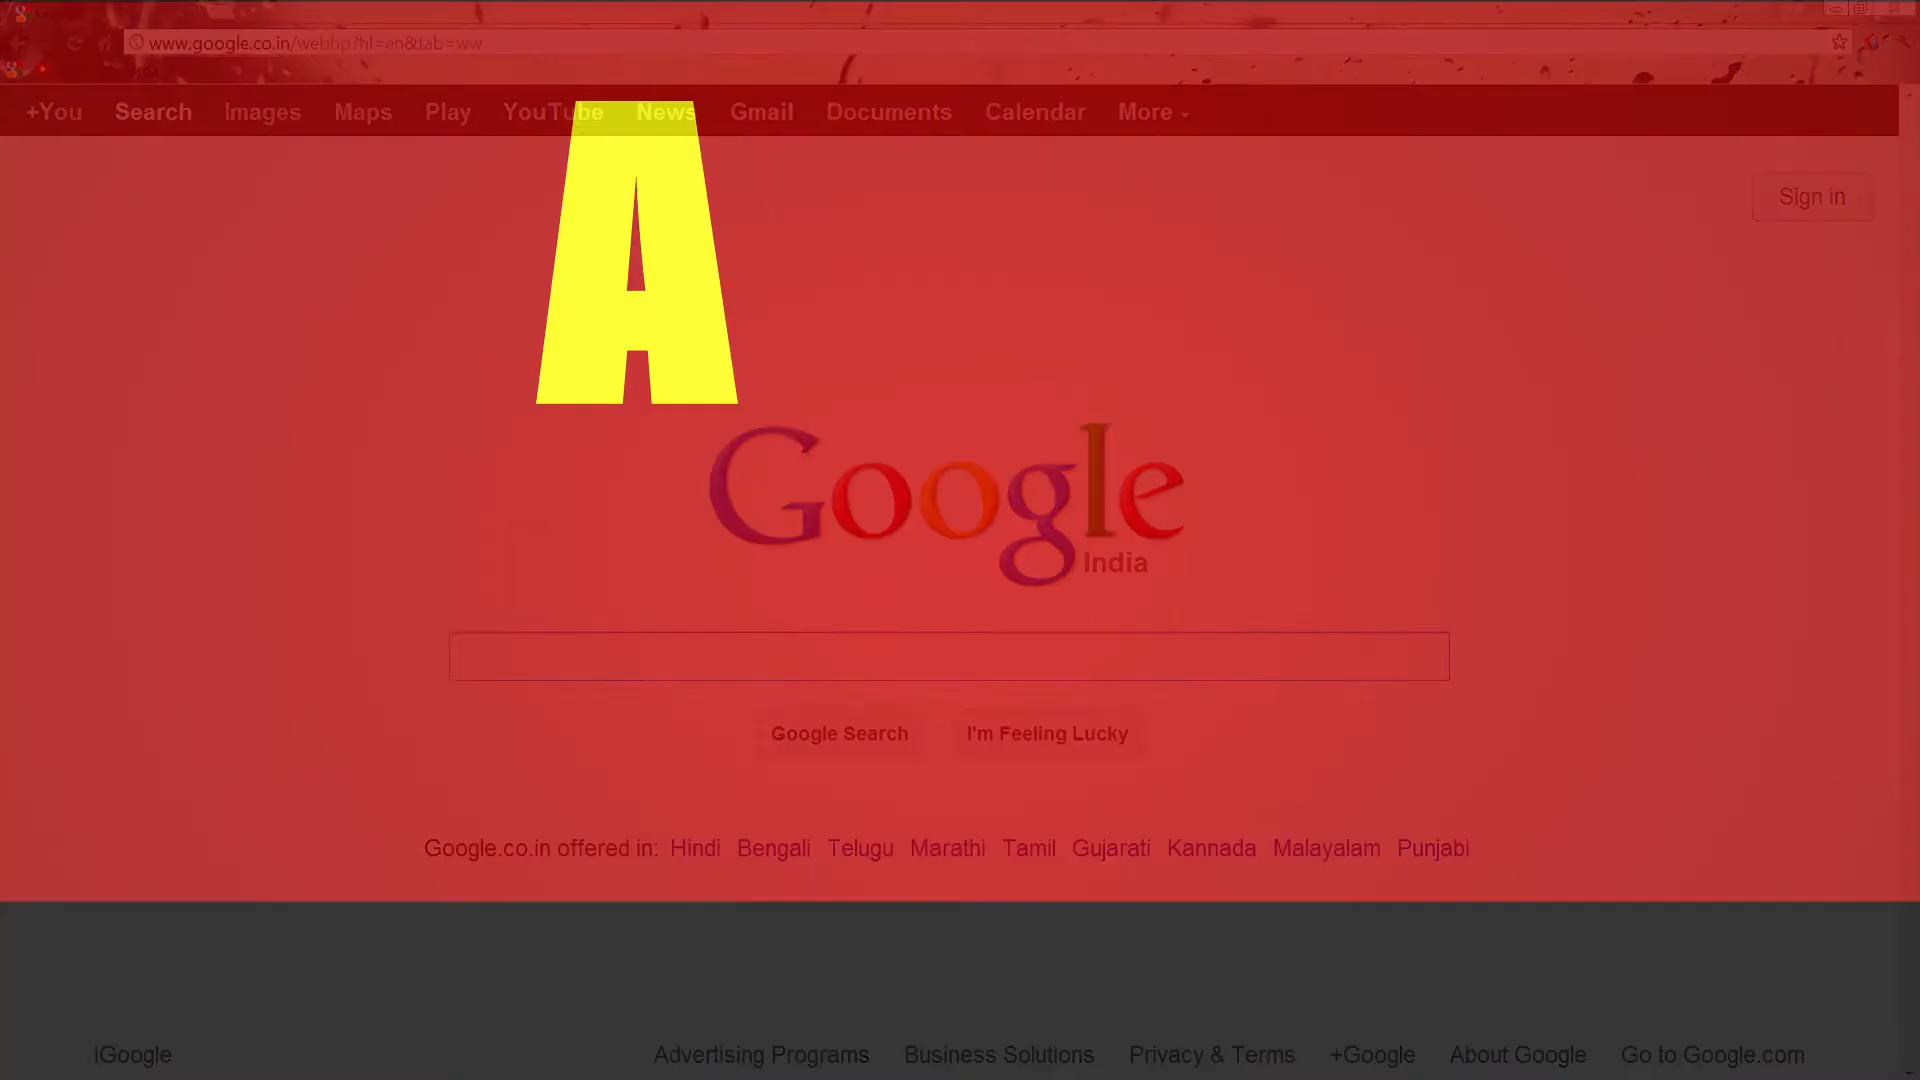 www.google.co.in/webhp?hl=en&tab=ww
+You Search Images Maps Play YouTube News Gmail Documents Calendar More
A
Sign in
Google
India
Google Search I'm Feeling Lucky
Google.co.in offered in: Hindi Bengali Telugu Marathi Tamil Gujarati Kannada Malayalam Punjabi
iGoogle Advertising Programs Business Solutions Privacy & Terms +Google About Google Go to Google.com